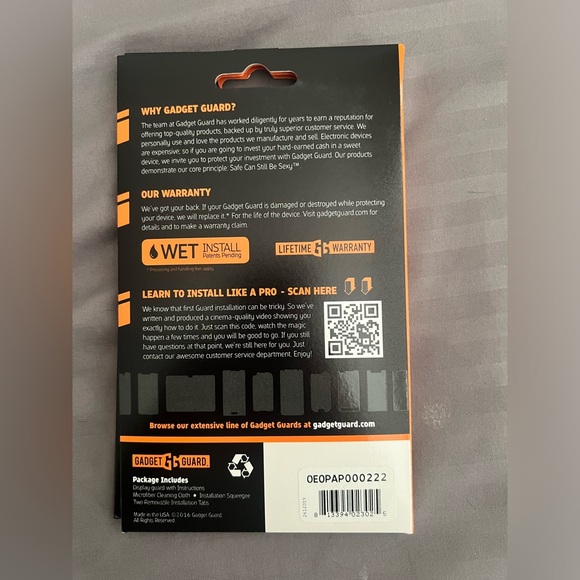 WHY GADGET GUARD?
The team at Gadget Guard has worked diligently for years to earn a reputation for
offering top-quality products, backed up by truly superior customer service. We
personally use and love the products we manufacture and sell. Electronic devices
are expensive; so if you are going to invest your hard-earned cash in a sweet
device, we invite you to protect your investment with Gadget Guard. Our products
demonstrate our core principle: Safe Can Still Be Sexy™
OUR WARRANTY
We've got your back. If your Gadget Guard is damaged or destroyed while protecting
your device, we will replace it.* For the life of the device. Visit gadgetguard.com for
details and to make a warranty claim.
WET INSTALL
Patents Pending
LIFETIME GG WARRANTY
* Processing and handling fees apply.
LEARN TO INSTALL LIKE A PRO - SCAN HERE
We know that first Guard installation can be tricky. So we've
written and produced a cinema-quality video showing you
exactly how to do it. Just scan this code, watch the magic
happen a few times and you will be good to go. If you still
have questions at that point, we're still here for you. Just
contact our awesome customer service department. Enjoy!
Browse our extensive line of Gadget Guards at gadgetguard.com
GADGET GG GUARD
Package Includes
Display guard with Instructions
Microfiber Cleaning Cloth • Installation Squeegee
Two Removable Installation Tabs
Made in the USA ©2016 Gadget Guard
All Rights Reserved
OEOPAP000222
8 13394 02302 6